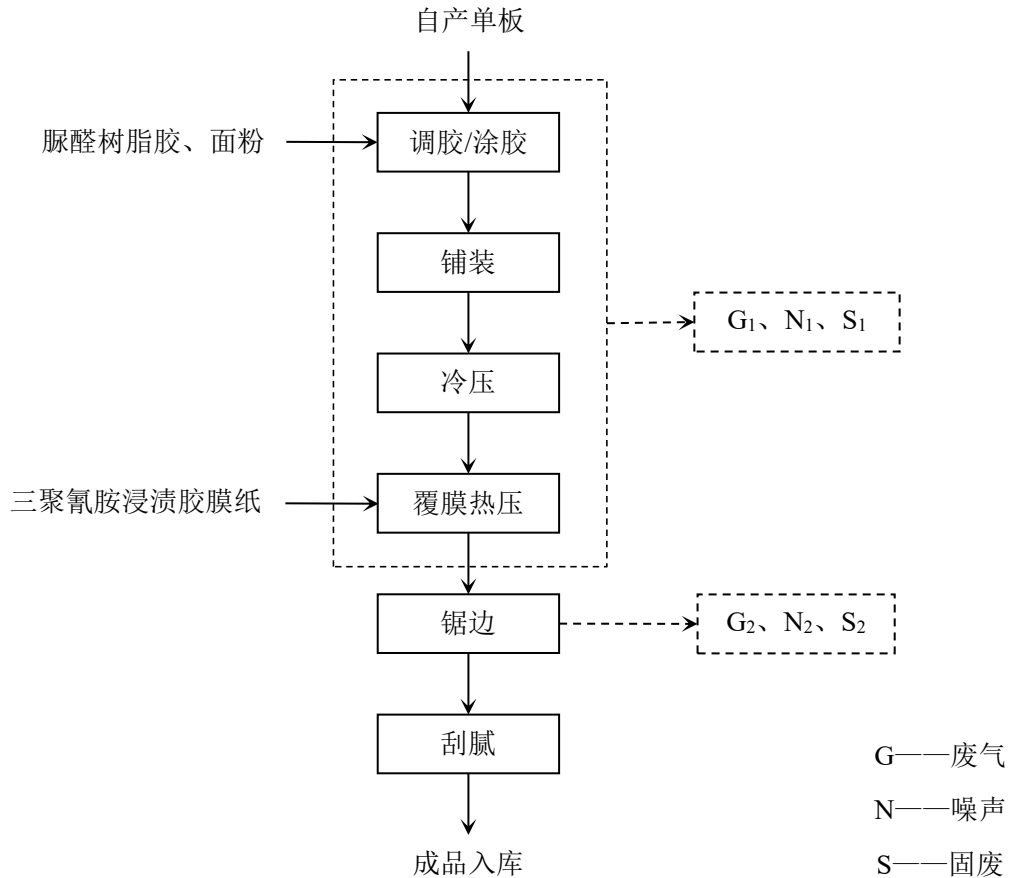 自产单板
脲醛树脂胶、面粉
调胶/涂胶
铺装
G₁、N₁、S₁
冷压
三聚氰胺浸渍胶膜纸
覆膜热压
锯边
G₂、N₂、S₂
刮腻
G——废气
N——噪声
成品入库
S——固废